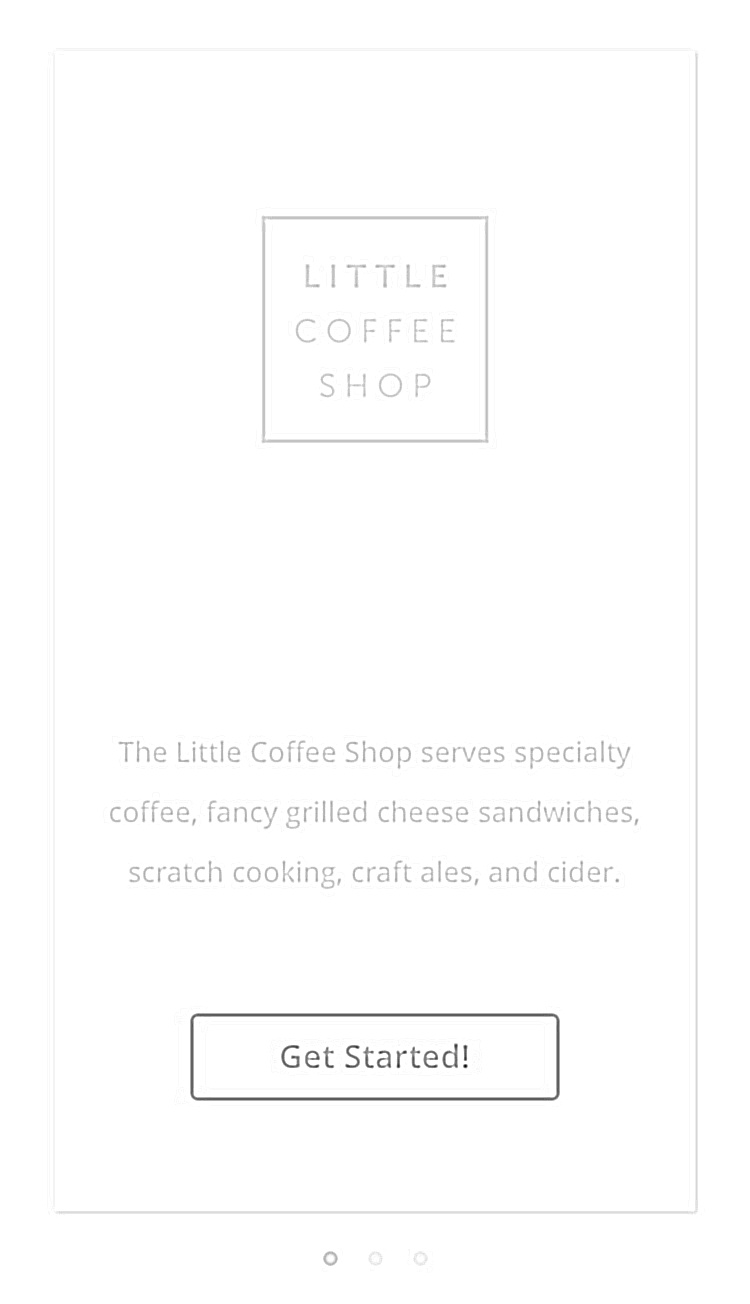 LITTLE
COFFEE
SHOP
The Little Coffee Shop serves specialty
coffee, fancy grilled cheese sandwiches,
scratch cooking, craft ales, and cider.
Get Started!